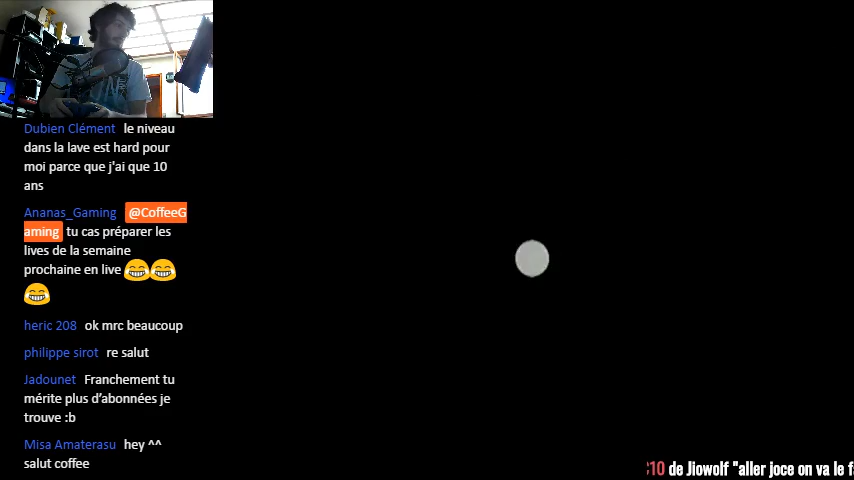 Dubien Clément le niveau
dans la lave est hard pour
moi parce que j'ai que 10
ans
Ananas_Gaming @CoffeeG
aming tu cas préparer les
lives de la semaine
prochaine en live
heric 208 ok mrc beaucoup
philippe sirot re salut
Jadounet Franchement tu
mérite plus d’abonnées je
trouve :b
Misa Amaterasu hey ^^
salut coffee
10 de Jiowolf "aller joce on va le